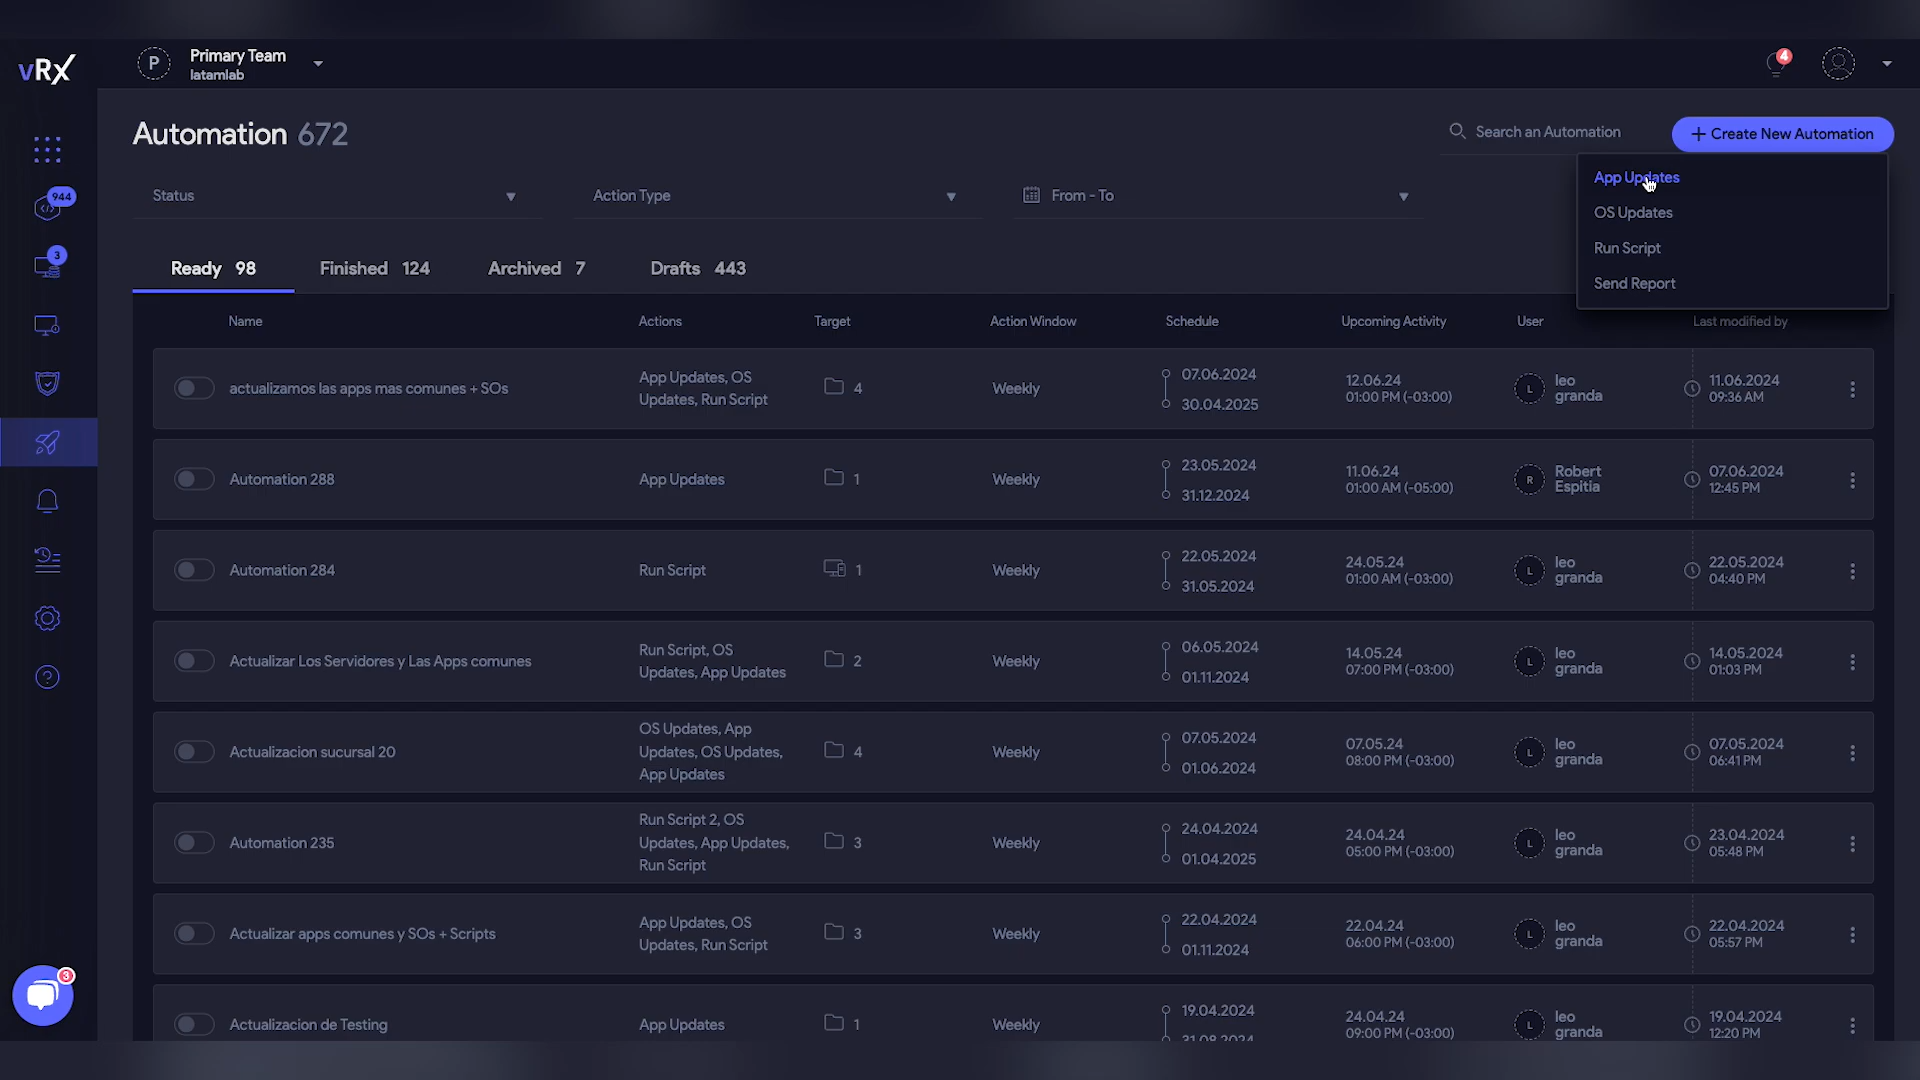 vRx
P
Primary Team
latamlab
4
Automation 672
Search an Automation
+ Create New Automation
App Updates
OS Updates
Run Script
Send Report
Status
Action Type
From - To
944
3
Ready 98
Finished 124
Archived 7
Drafts 443
Name
Actions
Target
Action Window
Schedule
Upcoming Activity
User
Last modified by
actualizamos las apps mas comunes + SOs
App Updates, OS
Updates, Run Script
4
Weekly
07.06.2024
30.04.2025
12.06.24
01:00 PM (-03:00)
L
leo
granda
11.06.2024
09:36 AM
Automation 288
App Updates
1
Weekly
23.05.2024
31.12.2024
11.06.24
01:00 AM (-05:00)
R
Robert
Espitia
07.06.2024
12:45 PM
Automation 284
Run Script
1
Weekly
22.05.2024
31.05.2024
24.05.24
01:00 AM (-03:00)
L
leo
granda
22.05.2024
04:40 PM
Actualizar Los Servidores y Las Apps comunes
Run Script, OS
Updates, App Updates
2
Weekly
06.05.2024
01.11.2024
14.05.24
07:00 PM (-03:00)
L
leo
granda
14.05.2024
01:03 PM
Actualizacion sucursal 20
OS Updates, App
Updates, OS Updates,
App Updates
4
Weekly
07.05.2024
01.06.2024
07.05.24
08:00 PM (-03:00)
L
leo
granda
07.05.2024
06:41 PM
Automation 235
Run Script 2, OS
Updates, App Updates,
Run Script
3
Weekly
24.04.2024
01.04.2025
24.04.24
05:00 PM (-03:00)
L
leo
granda
23.04.2024
05:48 PM
Actualizar apps comunes y SOs + Scripts
App Updates, OS
Updates, Run Script
3
Weekly
22.04.2024
01.11.2024
22.04.24
06:00 PM (-03:00)
L
leo
granda
22.04.2024
05:57 PM
3
Actualizacion de Testing
App Updates
1
Weekly
19.04.2024
31.08.2024
24.04.24
09:00 PM (-03:00)
L
leo
granda
19.04.2024
12:20 PM